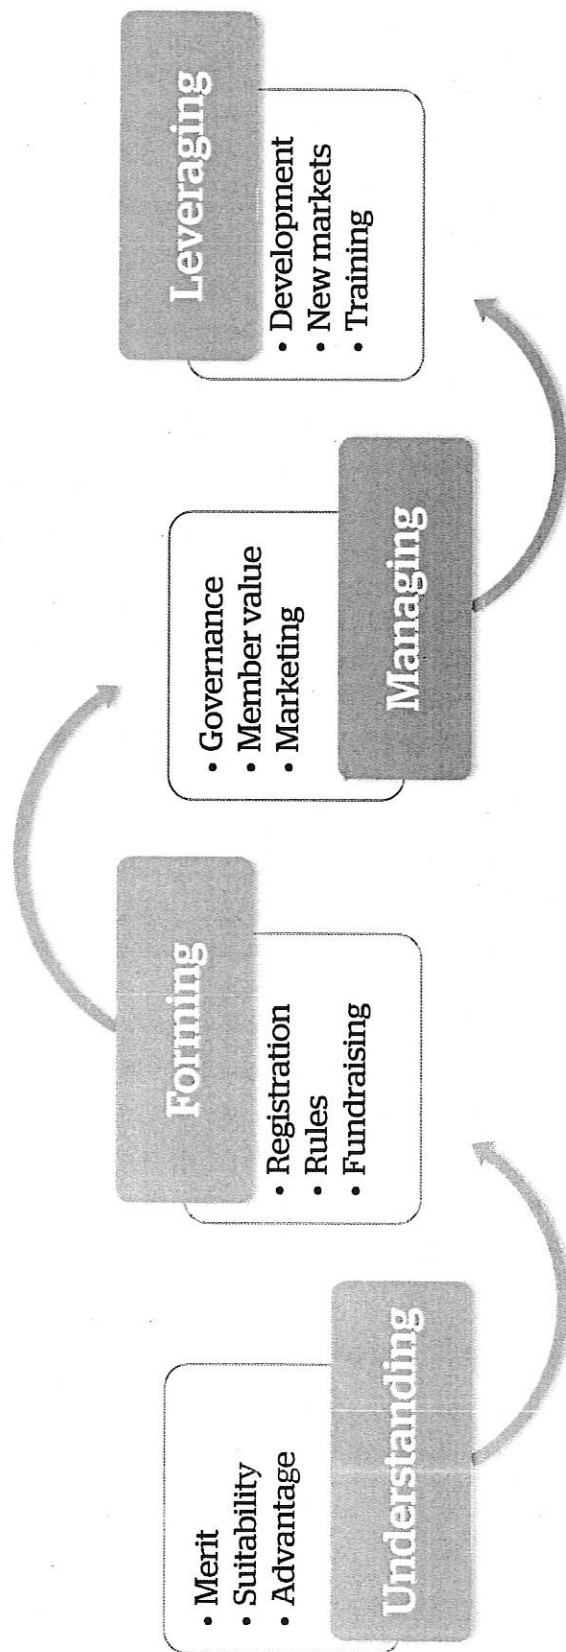 • Merit
• Suitability
• Advantage
Understanding
Forming
• Registration
• Rules
• Fundraising
• Governance
• Member value
• Marketing
Managing
Leveraging
• Development
• New markets
• Training